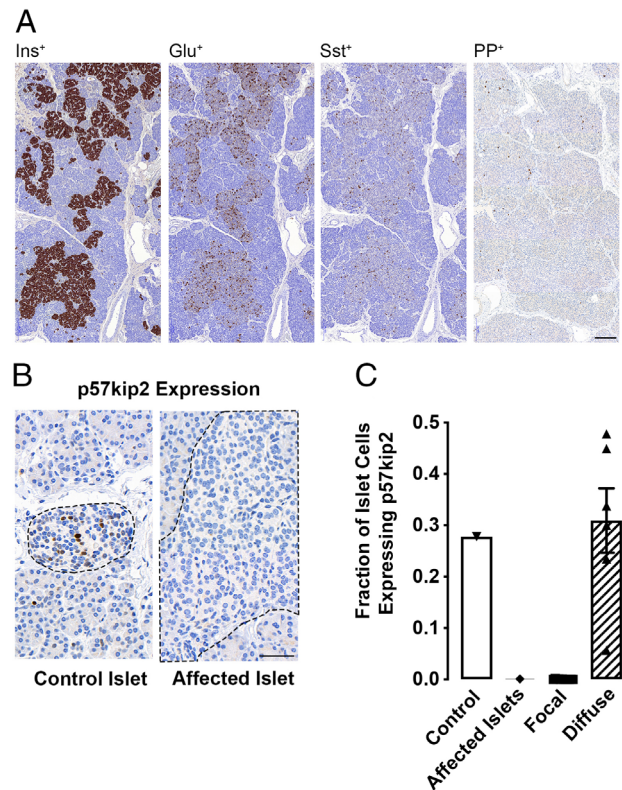 A
Ins⁺ Glu⁺ Sst⁺ PP⁺
B
p57kip2 Expression
Control Islet Affected Islet
C
Fraction of Islet Cells
Expressing p57kip2
0.5
0.4
0.3
0.2
0.1
0.0
Control
Affected Islets
Focal
Diffuse